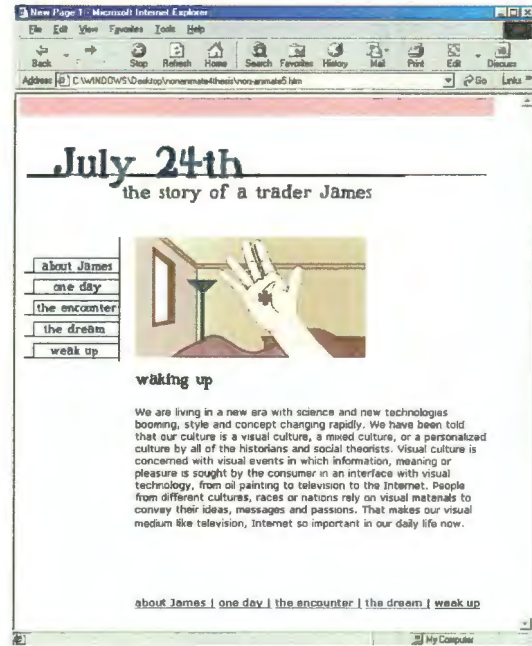 New Page 1 - Microsoft Internet Explorer
File Edit View Favorites Tools Help
Back Stop Refresh Home Search Favorites History Mail Print Edit Discuss
Address C:\WINDOWS\Desktop\nonanimate4thesis\non-animate5.htm Go Links »
July 24th
the story of a trader James
about James
one day
the encounter
the dream
weak up
waking up
We are living in a new era with science and new technologies
booming, style and concept changing rapidly. We have been told
that our culture is a visual culture, a mixed culture, or a personalized
culture by all of the historians and social theorists. Visual culture is
concerned with visual events in which information, meaning or
pleasure is sought by the consumer in an interface with visual
technology, from oil painting to television to the Internet. People
from different cultures, races or nations rely on visual materials to
convey their ideas, messages and passions. That makes our visual
medium like television, Internet so important in our daily life now.
about James | one day | the encounter | the dream | weak up
My Computer